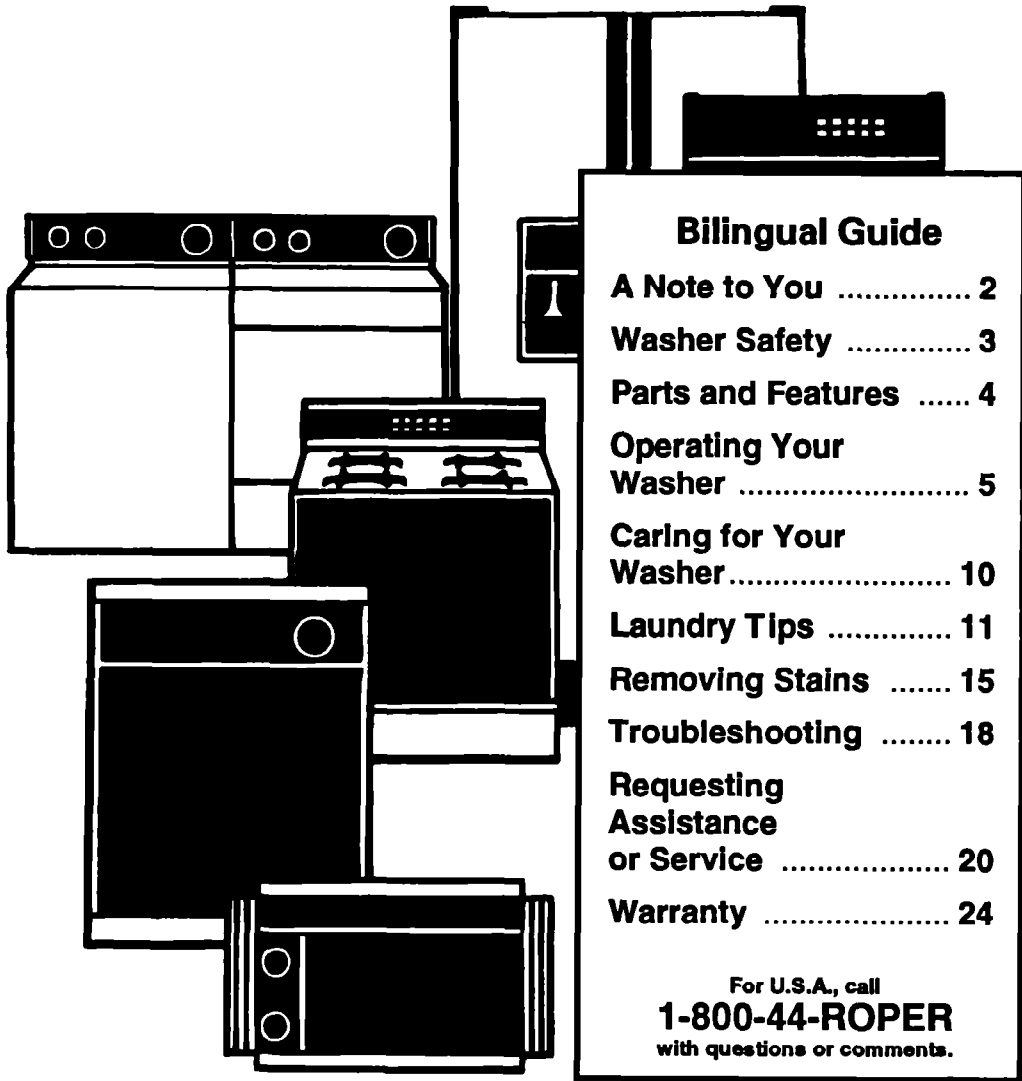 Bilingual Guide
A Note to You ............... 2
Washer Safety ............. 3
Parts and Features ...... 4
Operating Your
Washer ......................... 5
Caring for Your
Washer........................ 10
Laundry Tips ............. 11
Removing Stains ....... 15
Troubleshooting ........ 18
Requesting
Assistance
or Service .................. 20
Warranty .................... 24
For U.S.A., call
1-800-44-ROPER
with questions or comments.